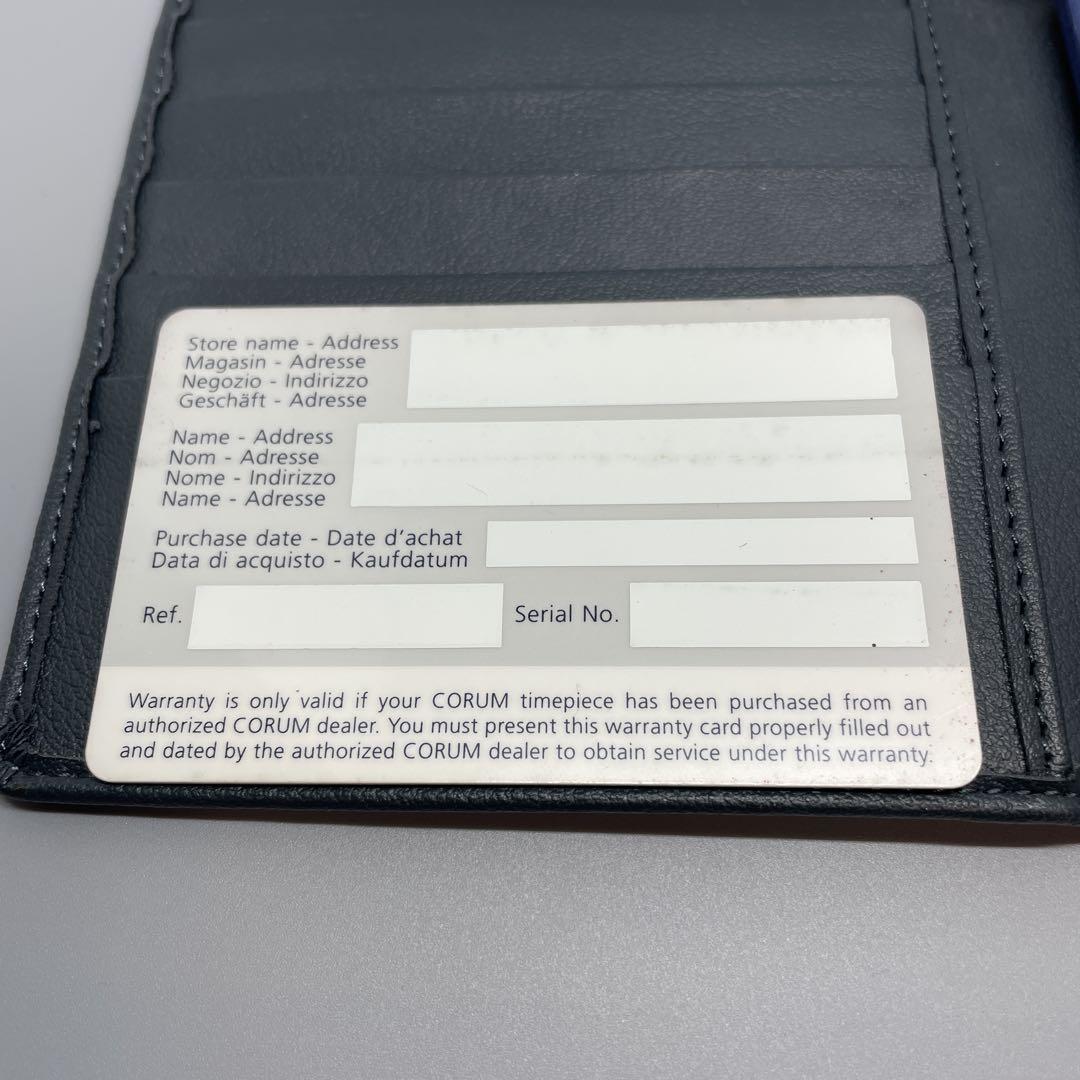 Store name - Address
Magasin - Adresse
Negozio - Indirizzo
Geschäft - Adresse
Name - Address
Nom - Adresse
Nome - Indirizzo
Name - Adresse
Purchase date - Date d'achat
Data di acquisto - Kaufdatum
Ref.
Serial No.
Warranty is only valid if your CORUM timepiece has been purchased from an
authorized CORUM dealer. You must present this warranty card properly filled out
and dated by the authorized CORUM dealer to obtain service under this warranty.